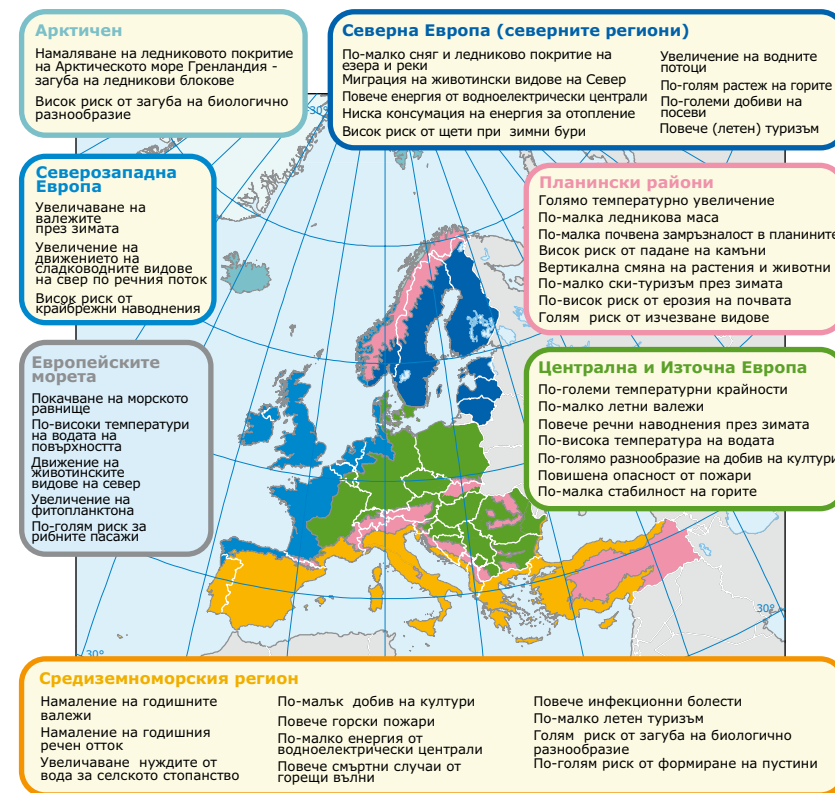 Арктичен
Намаляване на ледниковото покритие
на Арктическото море Гренландия -
загуба на ледникови блокове
Висок риск от загуба на биологично
разнообразие
Северна Европа (северните региони)
По-малко сняг и ледниково покритие на
езера и реки
Миграция на животински видове на Север
Повече енергия от водноелектрически централи
Ниска консумация на енергия за отопление
Висок риск от щети при зимни бури
Увеличение на водните
потоци
По-голям растеж на горите
По-големи добиви на
посеви
Повече (летен) туризъм
30°
Северозападна
Европа
Увеличаване на
валежите
през зимата
Увеличение на
движението на
сладководните видове
на свер по речния поток
Висок риск от
крайбрежни наводнения
Планински райони
Голямо температурно увеличение
По-малка ледникова маса
По-малка почвена замръзналост в планините
Висок риск от падане на камъни
Вертикална смяна на растения и животни
По-малко ски-туризъм през зимата
По-висок риск от ерозия на почвата
Голям риск от изчезване видове
Европейските
морета
Покачване на морското
равнище
По-високи температури
на водата на
повърхността
Движение на
животинските
видове на север
Увеличение на
фитопланктона
По-голям риск за
рибните пасажи
Централна и Източна Европа
По-големи температурни крайности
По-малко летни валежи
Повече речни наводнения през зимата
По-висока температура на водата
По-голямо разнообразие на добив на култури
Повишена опасност от пожари
По-малка стабилност на горите
30°
30°
Средиземноморския регион
Намаление на годишните
валежи
Намаление на годишния
речен отток
Увеличаване нуждите от
вода за селското стопанство
По-малък добив на култури
Повече горски пожари
По-малко енергия от
водноелектрически централи
Повече смъртни случаи от
горещи вълни
Повече инфекционни болести
По-малко летен туризъм
Голям риск от загуба на биологично
разнообразие
По-голям риск от формиране на пустини